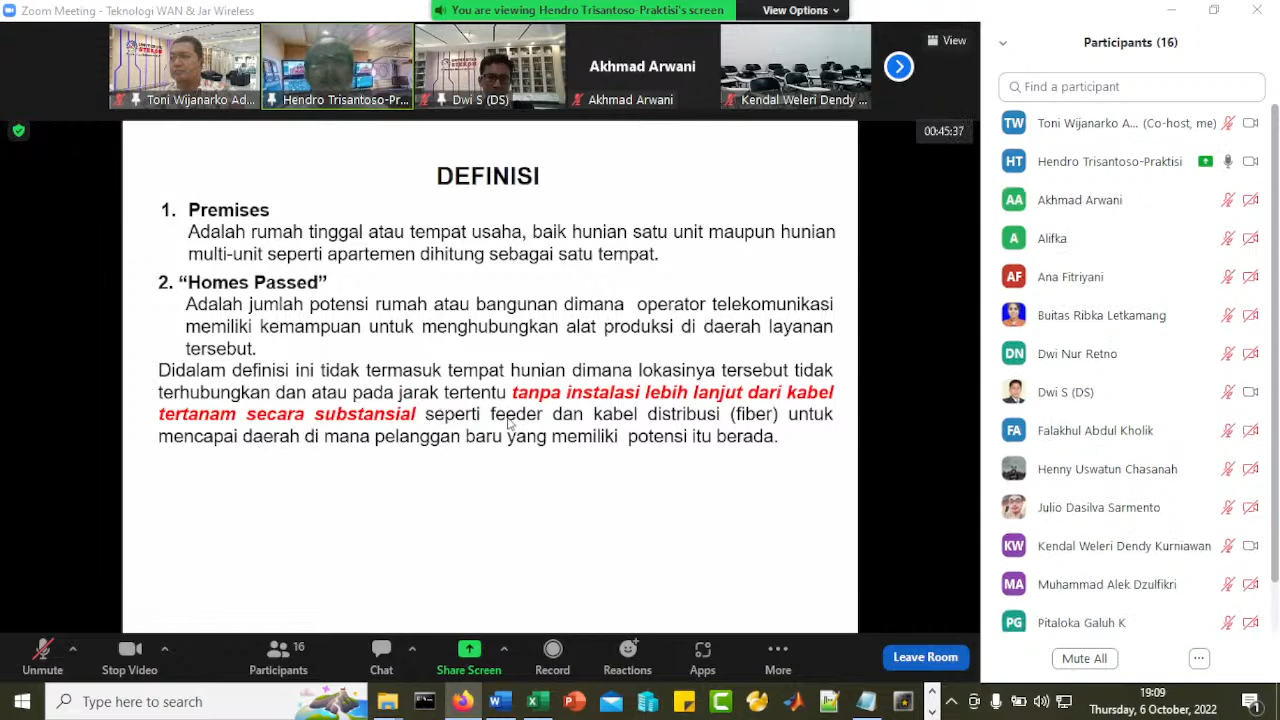 Zoom Meeting - Teknologi WAN & Jar Wireless
You are viewing Hendro Trisantoso-Praktisi's screen
View Options
Toni Wijanarko Ad...
Hendro Trisantoso-Pr...
Dwi S (DS)
Akhmad Arwani
Akhmad Arwani
Kendal Weleri Dendy ...
View
00:45:37
DEFINISI
1. Premises
Adalah rumah tinggal atau tempat usaha, baik hunian satu unit maupun hunian
multi-unit seperti apartemen dihitung sebagai satu tempat.
2. “Homes Passed”
Adalah jumlah potensi rumah atau bangunan dimana operator telekomunikasi
memiliki kemampuan untuk menghubungkan alat produksi di daerah layanan
tersebut.
Didalam definisi ini tidak termasuk tempat hunian dimana lokasinya tersebut tidak
terhubungkan dan atau pada jarak tertentu tanpa instalasi lebih lanjut dari kabel
tertanam secara substansial seperti feeder dan kabel distribusi (fiber) untuk
mencapai daerah di mana pelanggan baru yang memiliki potensi itu berada.
Participants (16)
Find a participant
TW Toni Wijanarko A... (Co-host, me)
HT Hendro Trisantoso-Praktisi
AA Akhmad Arwani
A Alifka
AF Ana Fitriyani
Buitas Ribka Letkamang
DN Dwi Nur Retno
Dwi S (DS)
FA Falakhul Abdul Kholik
Henny Uswatun Chasanah
Julio Dasilva Sarmento
KW Kendal Weleri Dendy Kurniawan
MA Muhammad Alek Dzulfikri
PG Pitaloka Galuh K
Mute All
Unmute
Stop Video
16
Participants
Chat
Share Screen
Record
Reactions
Apps
More
Leave Room
Type here to search
19:09
Thursday, 6 October, 2022